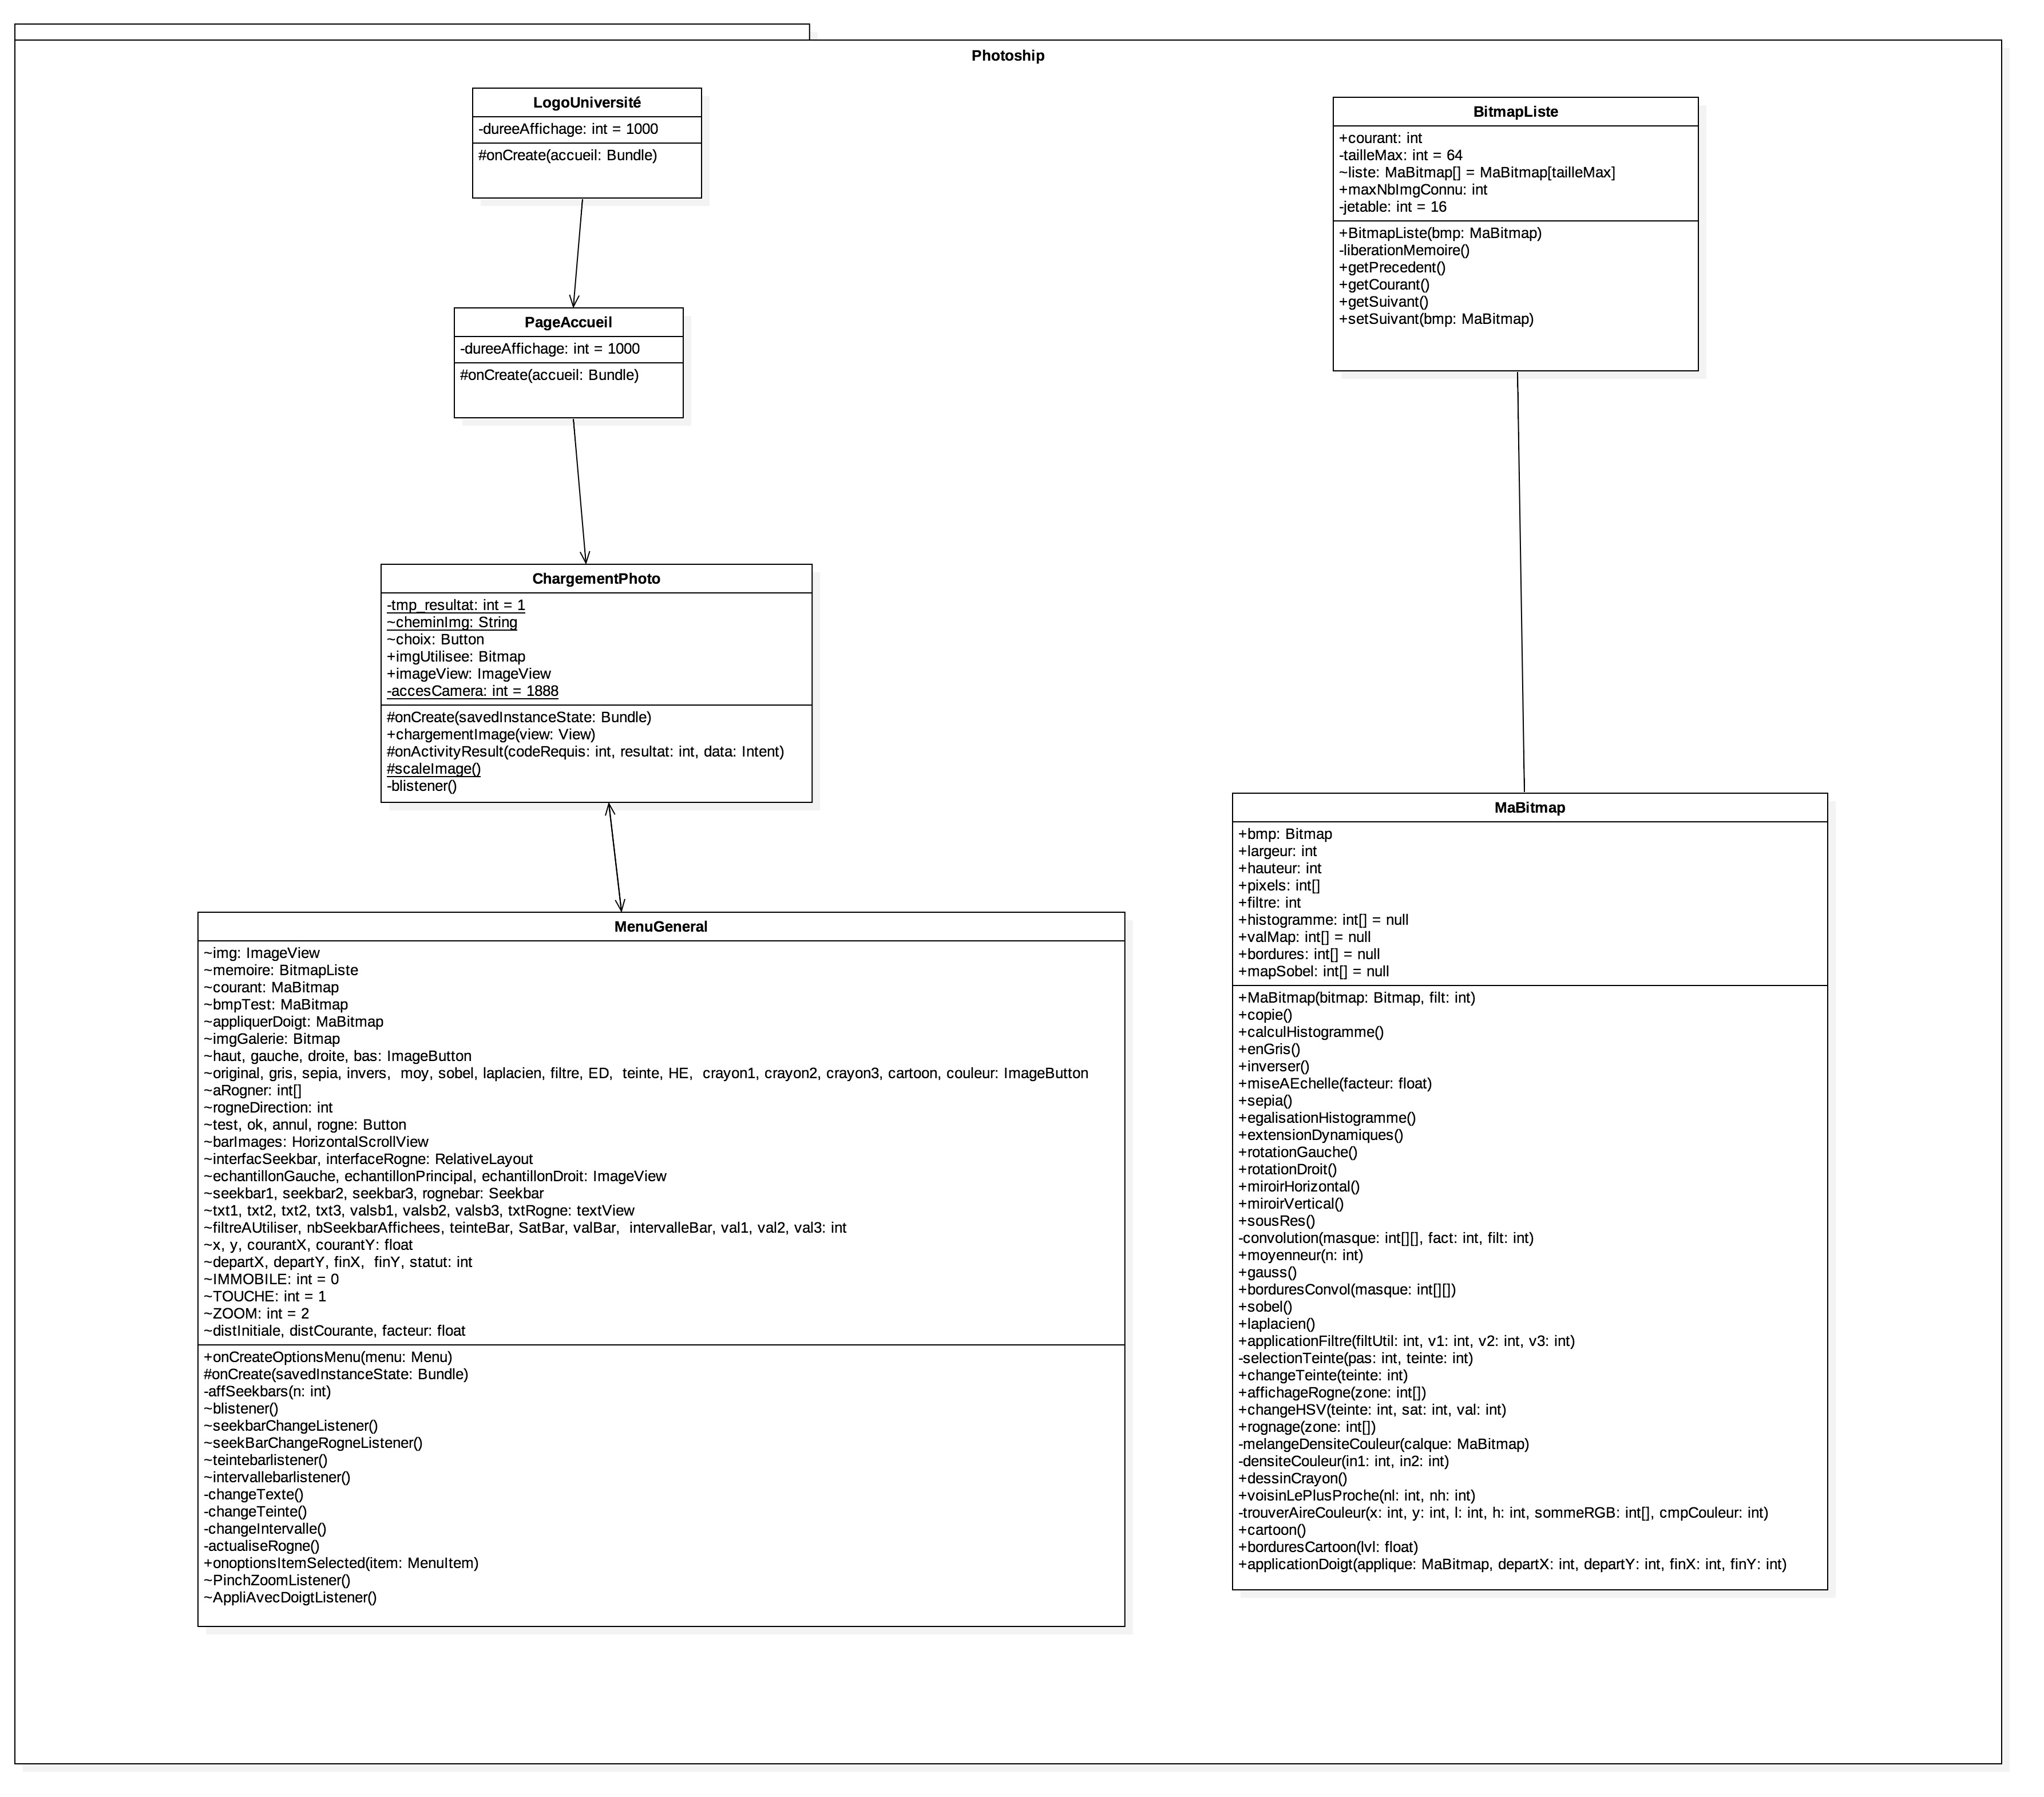 Photoship
LogoUniversité
-dureeAffichage: int = 1000
#onCreate(accueil: Bundle)
PageAccueil
-dureeAffichage: int = 1000
#onCreate(accueil: Bundle)
ChargementPhoto
-tmp_resultat: int = 1
~cheminImg: String
~choix: Button
+imgUtilisee: Bitmap
+imageView: ImageView
-accesCamera: int = 1888
#onCreate(savedInstanceState: Bundle)
+chargementImage(view: View)
#onActivityResult(codeRequis: int, resultat: int, data: Intent)
#scaleImage()
-blistener()
MenuGeneral
~img: ImageView
~memoire: BitmapListe
~courant: MaBitmap
~bmpTest: MaBitmap
~appliquerDoigt: MaBitmap
~imgGalerie: Bitmap
~haut, gauche, droite, bas: ImageButton
~original, gris, sepia, invers,  moy, sobel, laplacien, filtre, ED,  teinte, HE,  crayon1, crayon2, crayon3, cartoon, couleur: ImageButton
~aRogner: int[]
~rogneDirection: int
~test, ok, annul, rogne: Button
~barImages: HorizontalScrollView
~interfacSeekbar, interfaceRogne: RelativeLayout
~echantillonGauche, echantillonPrincipal, echantillonDroit: ImageView
~seekbar1, seekbar2, seekbar3, rognebar: Seekbar
~txt1, txt2, txt2, txt3, valsb1, valsb2, valsb3, txtRogne: textView
~filtreAUtiliser, nbSeekbarAffichees, teinteBar, SatBar, valBar,  intervalleBar, val1, val2, val3: int
~x, y, courantX, courantY: float
~departX, departY, finX,  finY, statut: int
~IMMOBILE: int = 0
~TOUCHE: int = 1
~ZOOM: int = 2
~distInitiale, distCourante, facteur: float
+onCreateOptionsMenu(menu: Menu)
#onCreate(savedInstanceState: Bundle)
-affSeekbars(n: int)
~blistener()
~seekbarChangeListener()
~seekBarChangeRogneListener()
~teintebarlistener()
~intervallebarlistener()
-changeTexte()
-changeTeinte()
-changeIntervalle()
-actualiseRogne()
+onoptionsItemSelected(item: MenuItem)
~PinchZoomListener()
~AppliAvecDoigtListener()
BitmapListe
+courant: int
-tailleMax: int = 64
~liste: MaBitmap[] = MaBitmap[tailleMax]
+maxNbImgConnu: int
-jetable: int = 16
+BitmapListe(bmp: MaBitmap)
-liberationMemoire()
+getPrecedent()
+getCourant()
+getSuivant()
+setSuivant(bmp: MaBitmap)
MaBitmap
+bmp: Bitmap
+largeur: int
+hauteur: int
+pixels: int[]
+filtre: int
+histogramme: int[] = null
+valMap: int[] = null
+bordures: int[] = null
+mapSobel: int[] = null
+MaBitmap(bitmap: Bitmap, filt: int)
+copie()
+calculHistogramme()
+enGris()
+inverser()
+miseAEchelle(facteur: float)
+sepia()
+egalisationHistogramme()
+extensionDynamiques()
+rotationGauche()
+rotationDroit()
+miroirHorizontal()
+miroirVertical()
+sousRes()
-convolution(masque: int[][], fact: int, filt: int)
+moyenneur(n: int)
+gauss()
+borduresConvol(masque: int[][])
+sobel()
+laplacien()
+applicationFiltre(filtUtil: int, v1: int, v2: int, v3: int)
-selectionTeinte(pas: int, teinte: int)
+changeTeinte(teinte: int)
+affichageRogne(zone: int[])
+changeHSV(teinte: int, sat: int, val: int)
+rognage(zone: int[])
-melangeDensiteCouleur(calque: MaBitmap)
-densiteCouleur(in1: int, in2: int)
+dessinCrayon()
+voisinLePlusProche(nl: int, nh: int)
-trouverAireCouleur(x: int, y: int, l: int, h: int, sommeRGB: int[], cmpCouleur: int)
+cartoon()
+borduresCartoon(lvl: float)
+applicationDoigt(applique: MaBitmap, departX: int, departY: int, finX: int, finY: int)